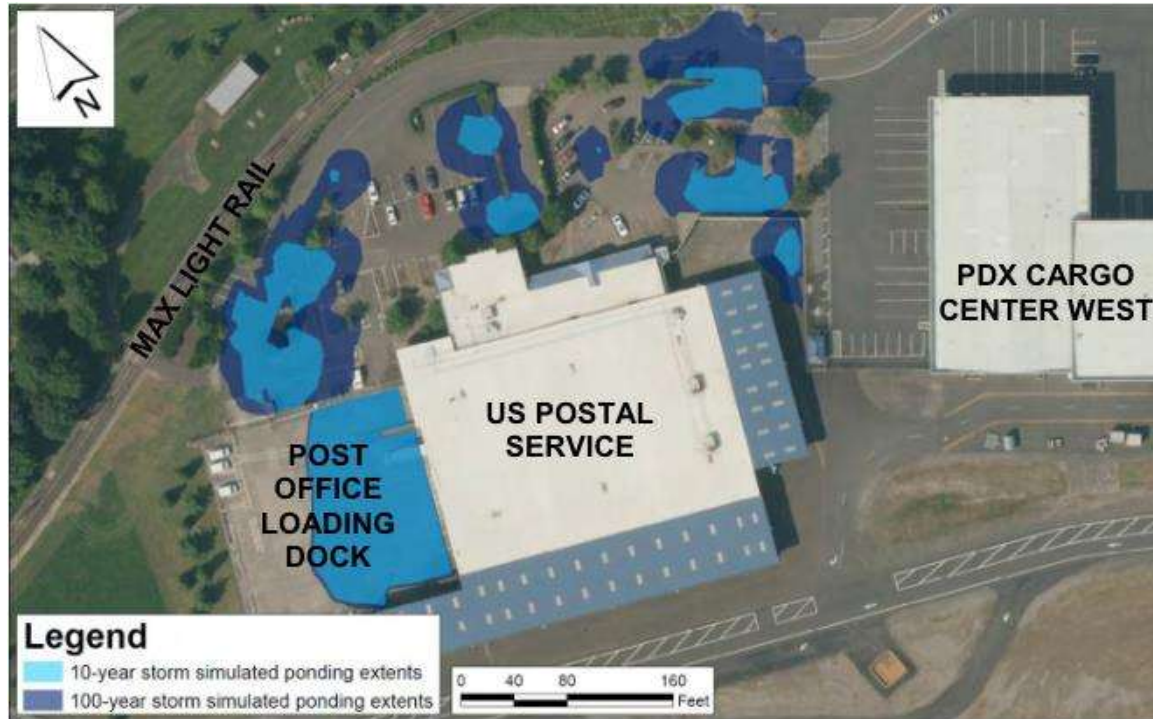 N
MAX LIGHT RAIL
PDX CARGO
CENTER WEST
US POSTAL
SERVICE
POST
OFFICE
LOADING
DOCK
Legend
10-year storm simulated ponding extents
100-year storm simulated ponding extents
0 40 80 160
Feet